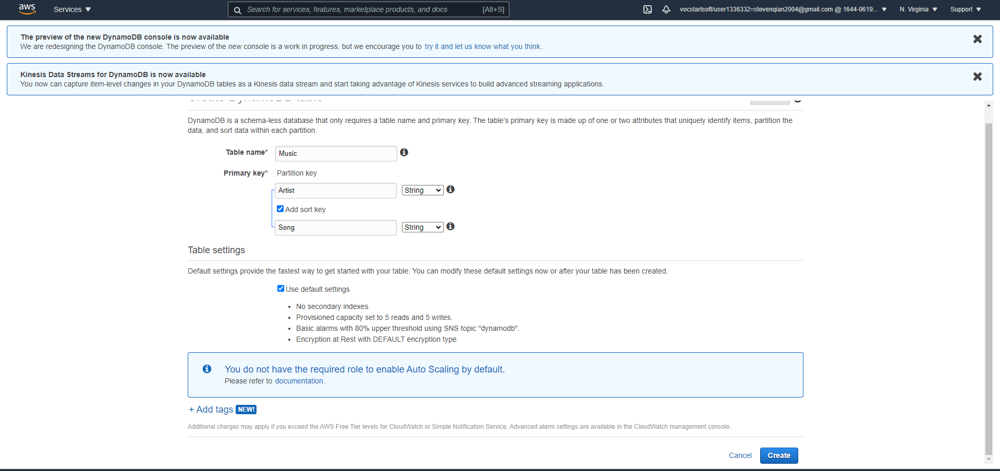 aws
Services
Search for services, features, marketplace products, and docs
[Alt+S]
vocstartsoft/user1336332=stevenqian2004@gmail.com @ 1644-0619...
N. Virginia
Support
The preview of the new DynamoDB console is now available
We are redesigning the DynamoDB console. The preview of the new console is a work in progress, but we encourage you to try it and let us know what you think.
Kinesis Data Streams for DynamoDB is now available
You now can capture item-level changes in your DynamoDB tables as a Kinesis data stream and start taking advantage of Kinesis services to build advanced streaming applications.
Create DynamoDB table
DynamoDB is a schema-less database that only requires a table name and primary key. The table's primary key is made up of one or two attributes that uniquely identify items, partition the
data, and sort data within each partition.
Table name*
Music
Primary key*
Partition key
Artist
String
Add sort key
Song
String
Table settings
Default settings provide the fastest way to get started with your table. You can modify these default settings now or after your table has been created.
Use default settings
• No secondary indexes.
• Provisioned capacity set to 5 reads and 5 writes.
• Basic alarms with 80% upper threshold using SNS topic "dynamodb".
• Encryption at Rest with DEFAULT encryption type.
You do not have the required role to enable Auto Scaling by default.
Please refer to documentation.
+ Add tags NEW!
Additional charges may apply if you exceed the AWS Free Tier levels for CloudWatch or Simple Notification Service. Advanced alarm settings are available in the CloudWatch management console.
Cancel
Create